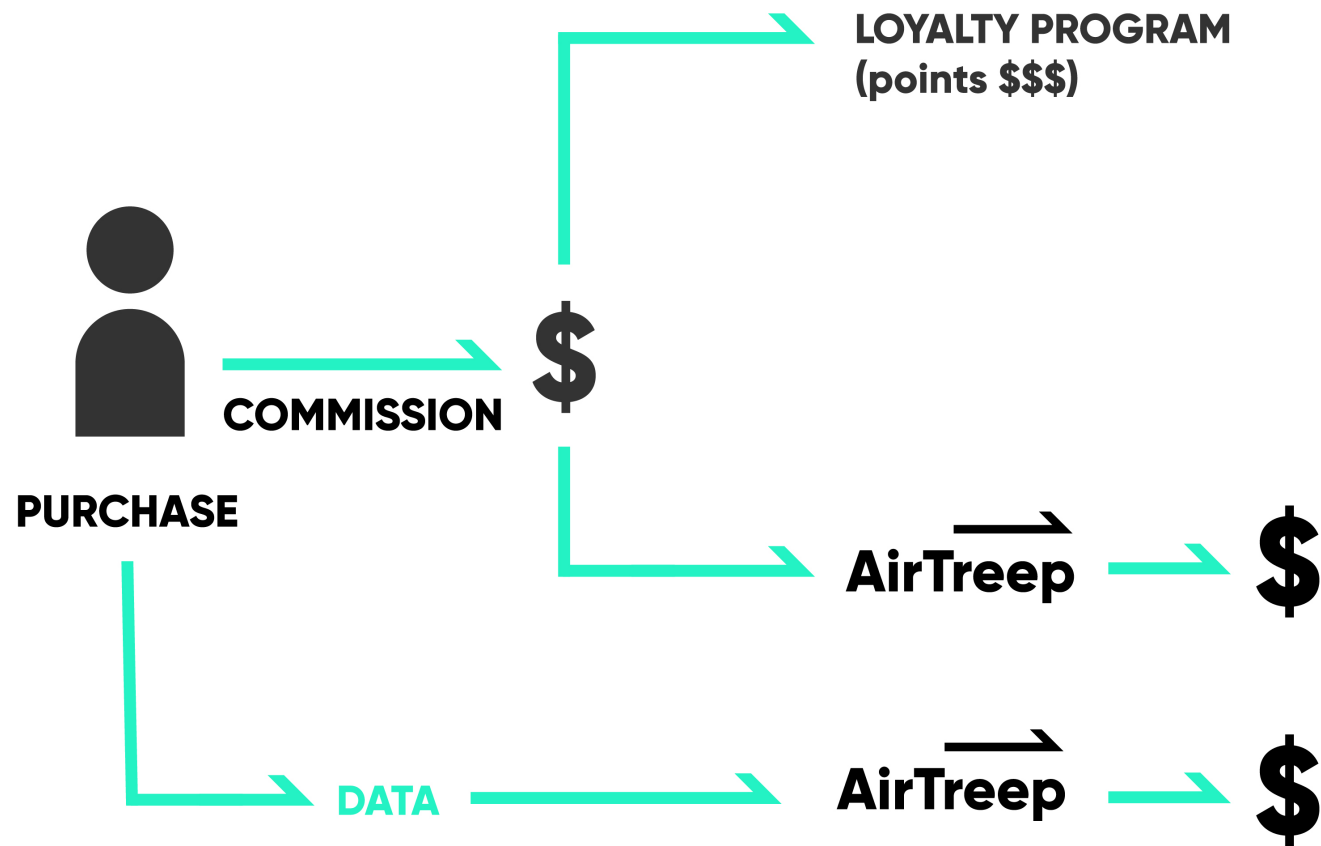 LOYALTY PROGRAM
(points $$$)
$
COMMISSION
PURCHASE
AirTreep
$
DATA
AirTreep
$